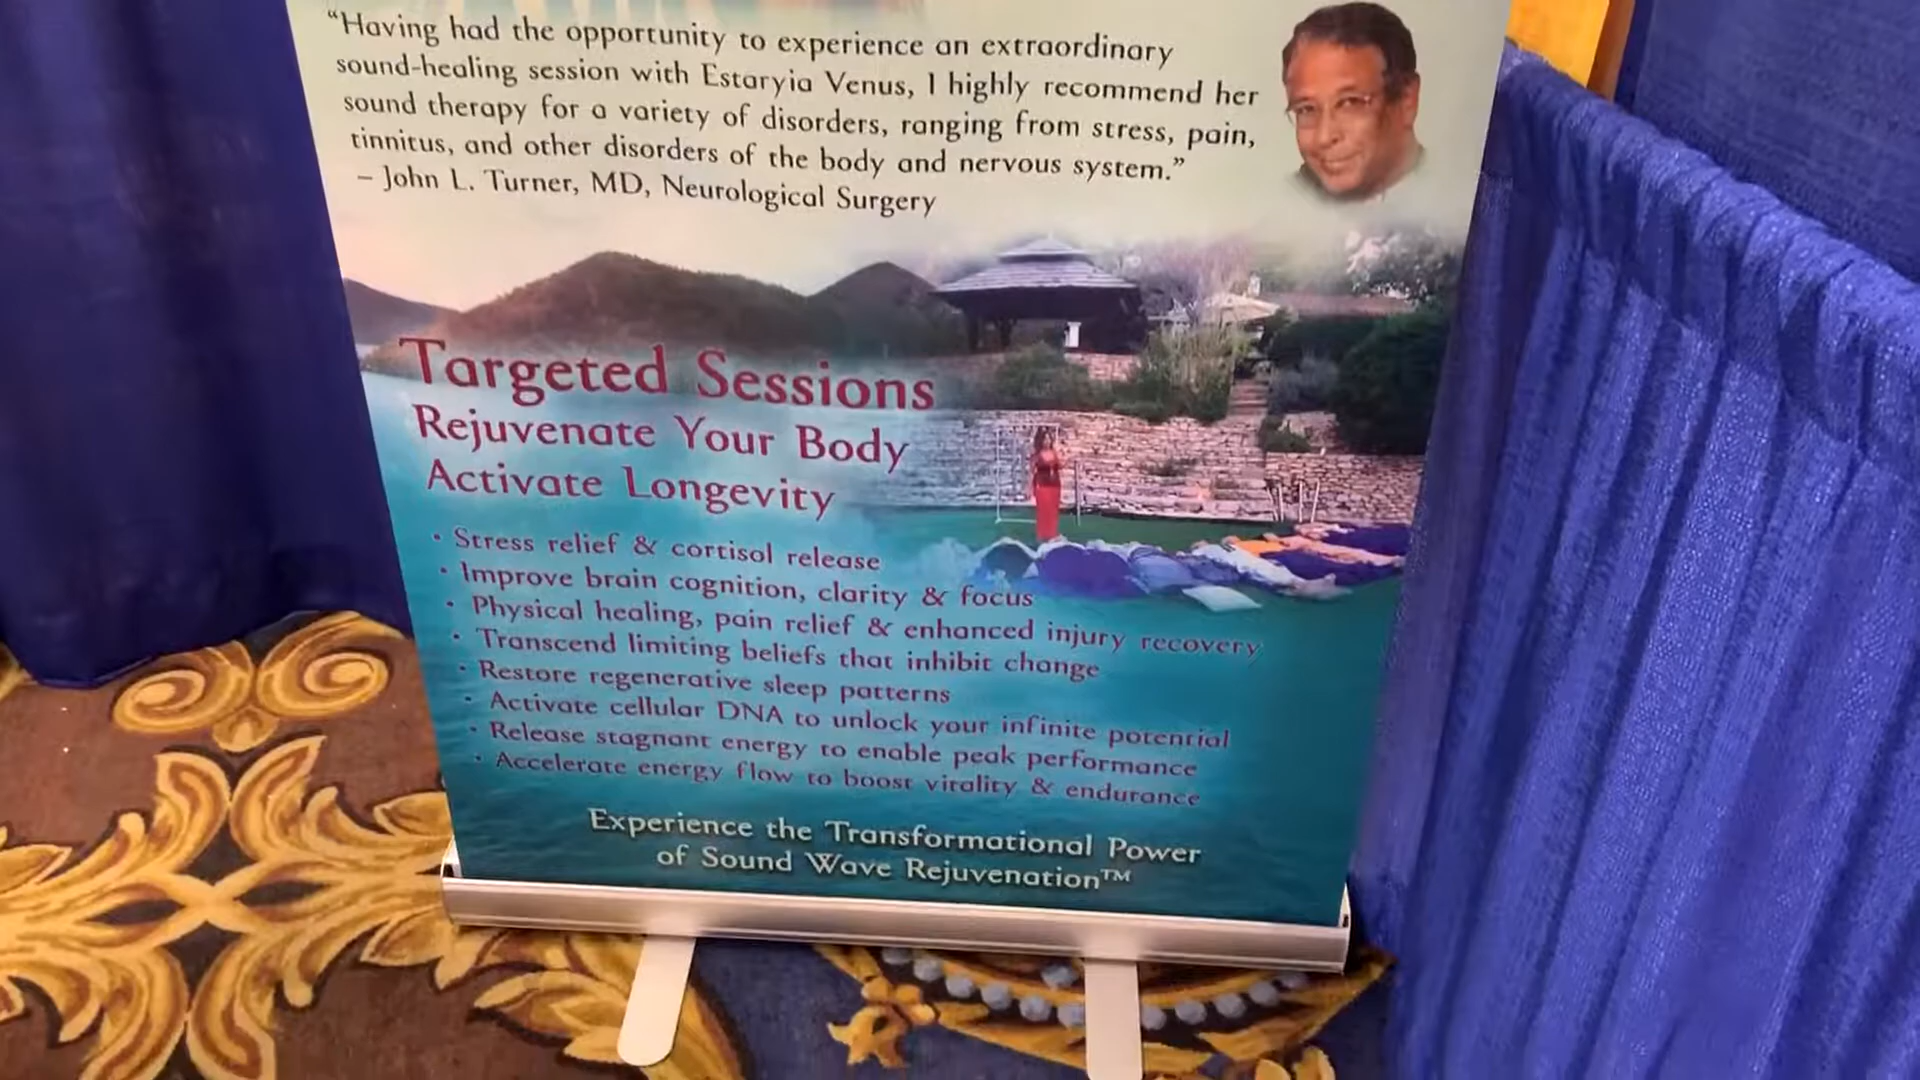 “Having had the opportunity to experience an extraordinary
sound-healing session with Estaryia Venus, I highly recommend her
sound therapy for a variety of disorders, ranging from stress, pain,
tinnitus, and other disorders of the body and nervous system.”
– John L. Turner, MD, Neurological Surgery
Targeted Sessions
Rejuvenate Your Body
Activate Longevity
• Stress relief & cortisol release
• Improve brain cognition, clarity & focus
• Physical healing, pain relief & enhanced injury recovery
• Transcend limiting beliefs that inhibit change
• Restore regenerative sleep patterns
• Activate cellular DNA to unlock your infinite potential
• Release stagnant energy to enable peak performance
• Accelerate energy flow to boost virality & endurance
Experience the Transformational Power
of Sound Wave Rejuvenation™